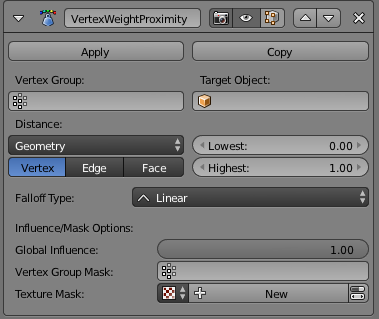 VertexWeightProximity
Apply Copy
Vertex Group: Target Object:
Distance:
Geometry Lowest: 0.00
Vertex Edge Face Highest: 1.00
Falloff Type: Linear
Influence/Mask Options:
Global Influence: 1.00
Vertex Group Mask:
Texture Mask: New